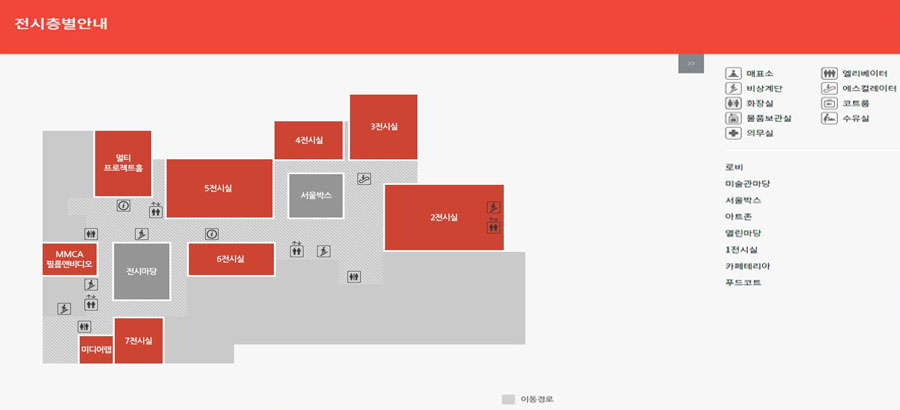 전시층별안내
>>
매표소
엘리베이터
비상계단
에스컬레이터
화장실
코트룸
물품보관실
수유실
의무실
로비
미술관마당
서울박스
아트존
열린마당
1전시실
카페테리아
푸드코트
3전시실
4전시실
멀티
프로젝트홀
5전시실
서울박스
2전시실
MMCA
필름앤비디오
전시마당
6전시실
7전시실
미디어랩
이동경로